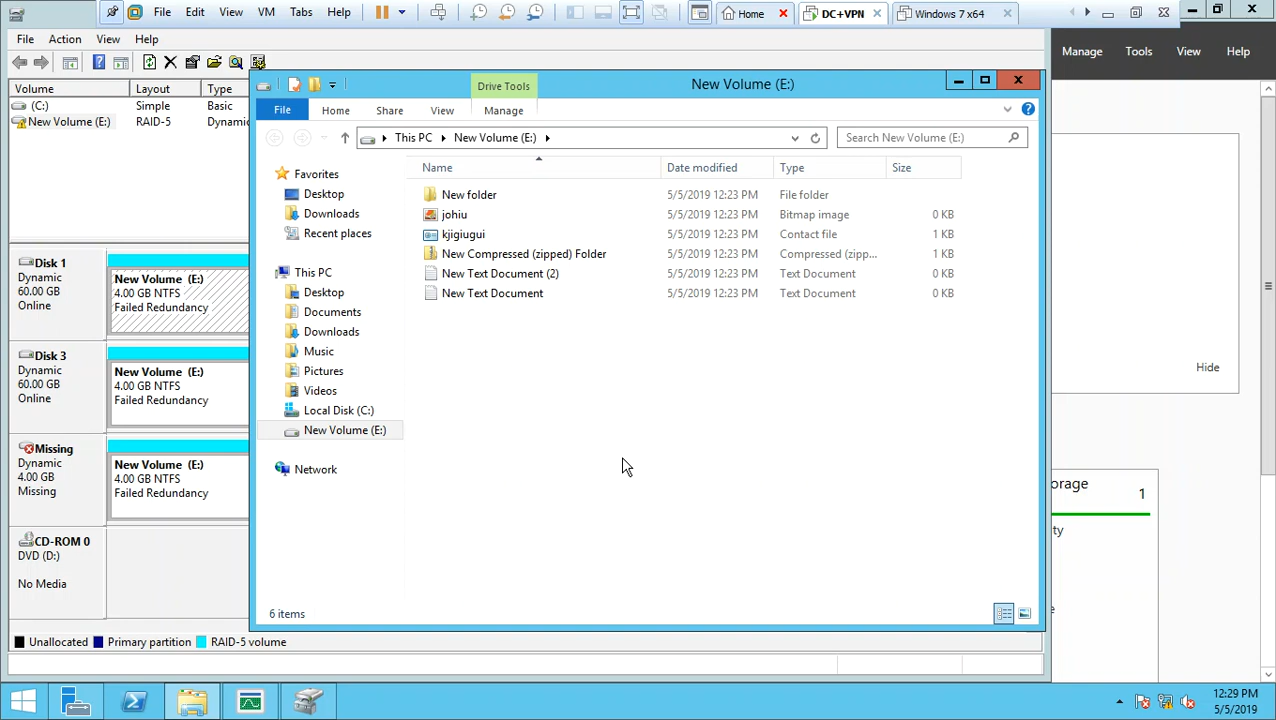 File Edit View VM Tabs Help
Home DC+VPN Windows 7 x64
File Action View Help
Manage Tools View Help
Volume Layout Type
(C:) Simple Basic
New Volume (E:) RAID-5 Dynamic
Drive Tools
New Volume (E:)
File Home Share View Manage
This PC New Volume (E:)
Search New Volume (E:)
Name Date modified Type Size
New folder 5/5/2019 12:23 PM File folder
johiu 5/5/2019 12:23 PM Bitmap image 0 KB
kjigiugui 5/5/2019 12:23 PM Contact file 1 KB
New Compressed (zipped) Folder 5/5/2019 12:23 PM Compressed (zipp... 1 KB
New Text Document (2) 5/5/2019 12:23 PM Text Document 0 KB
New Text Document 5/5/2019 12:23 PM Text Document 0 KB
Favorites
Desktop
Downloads
Recent places
This PC
Desktop
Documents
Downloads
Music
Pictures
Videos
Local Disk (C:)
New Volume (E:)
Network
6 items
Disk 1
Dynamic
60.00 GB
Online
New Volume (E:)
4.00 GB NTFS
Failed Redundancy
Disk 3
Dynamic
60.00 GB
Online
New Volume (E:)
4.00 GB NTFS
Failed Redundancy
Missing
Dynamic
4.00 GB
Missing
New Volume (E:)
4.00 GB NTFS
Failed Redundancy
CD-ROM 0
DVD (D:)
No Media
Unallocated Primary partition RAID-5 volume
Hide
orage
1
ty
12:29 PM
5/5/2019